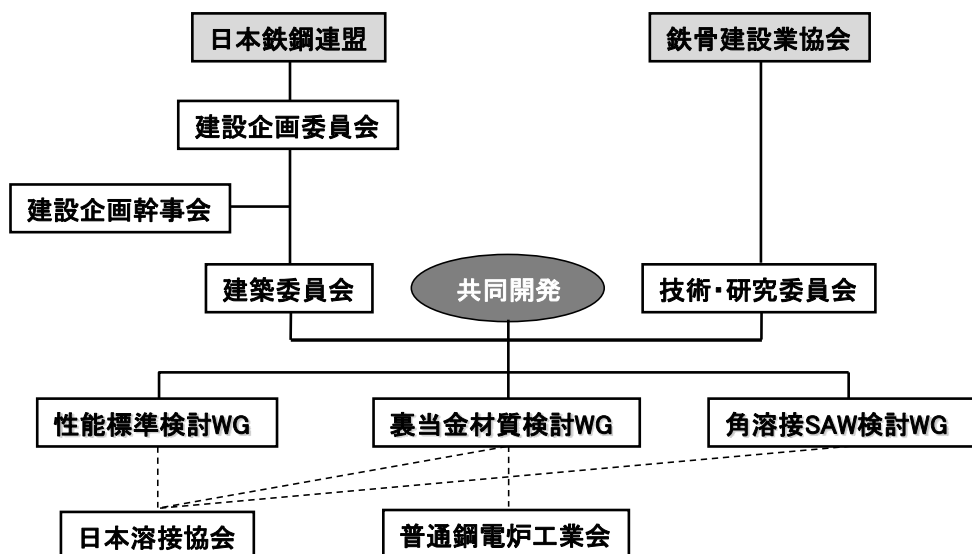 日本鉄鋼連盟
鉄骨建設業協会
建設企画委員会
建設企画幹事会
建築委員会
共同開発
技術・研究委員会
性能標準検討WG
裏当金材質検討WG
角溶接SAW検討WG
日本溶接協会
普通鋼電炉工業会